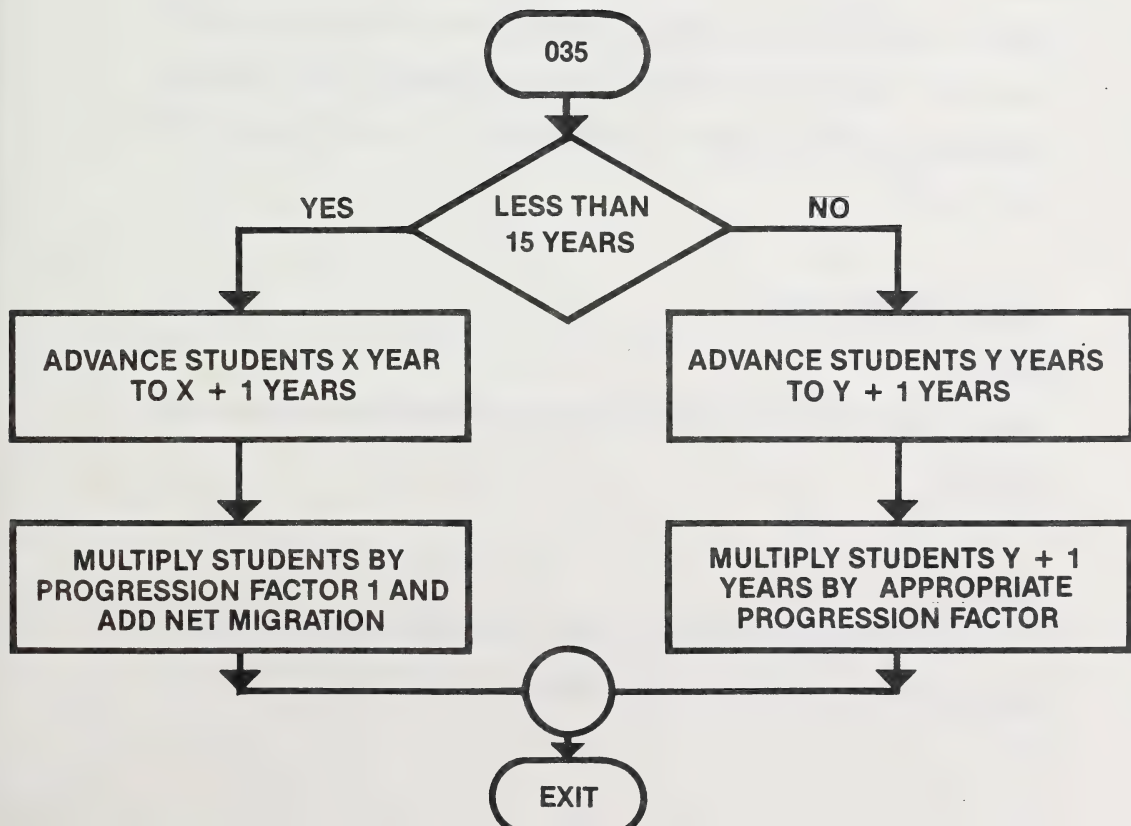 035
LESS THAN
15 YEARS
YES
NO
ADVANCE STUDENTS X YEAR
TO X + 1 YEARS
ADVANCE STUDENTS Y YEARS
TO Y + 1 YEARS
MULTIPLY STUDENTS BY
PROGRESSION FACTOR 1 AND
ADD NET MIGRATION
MULTIPLY STUDENTS Y + 1
YEARS BY APPROPRIATE
PROGRESSION FACTOR
EXIT